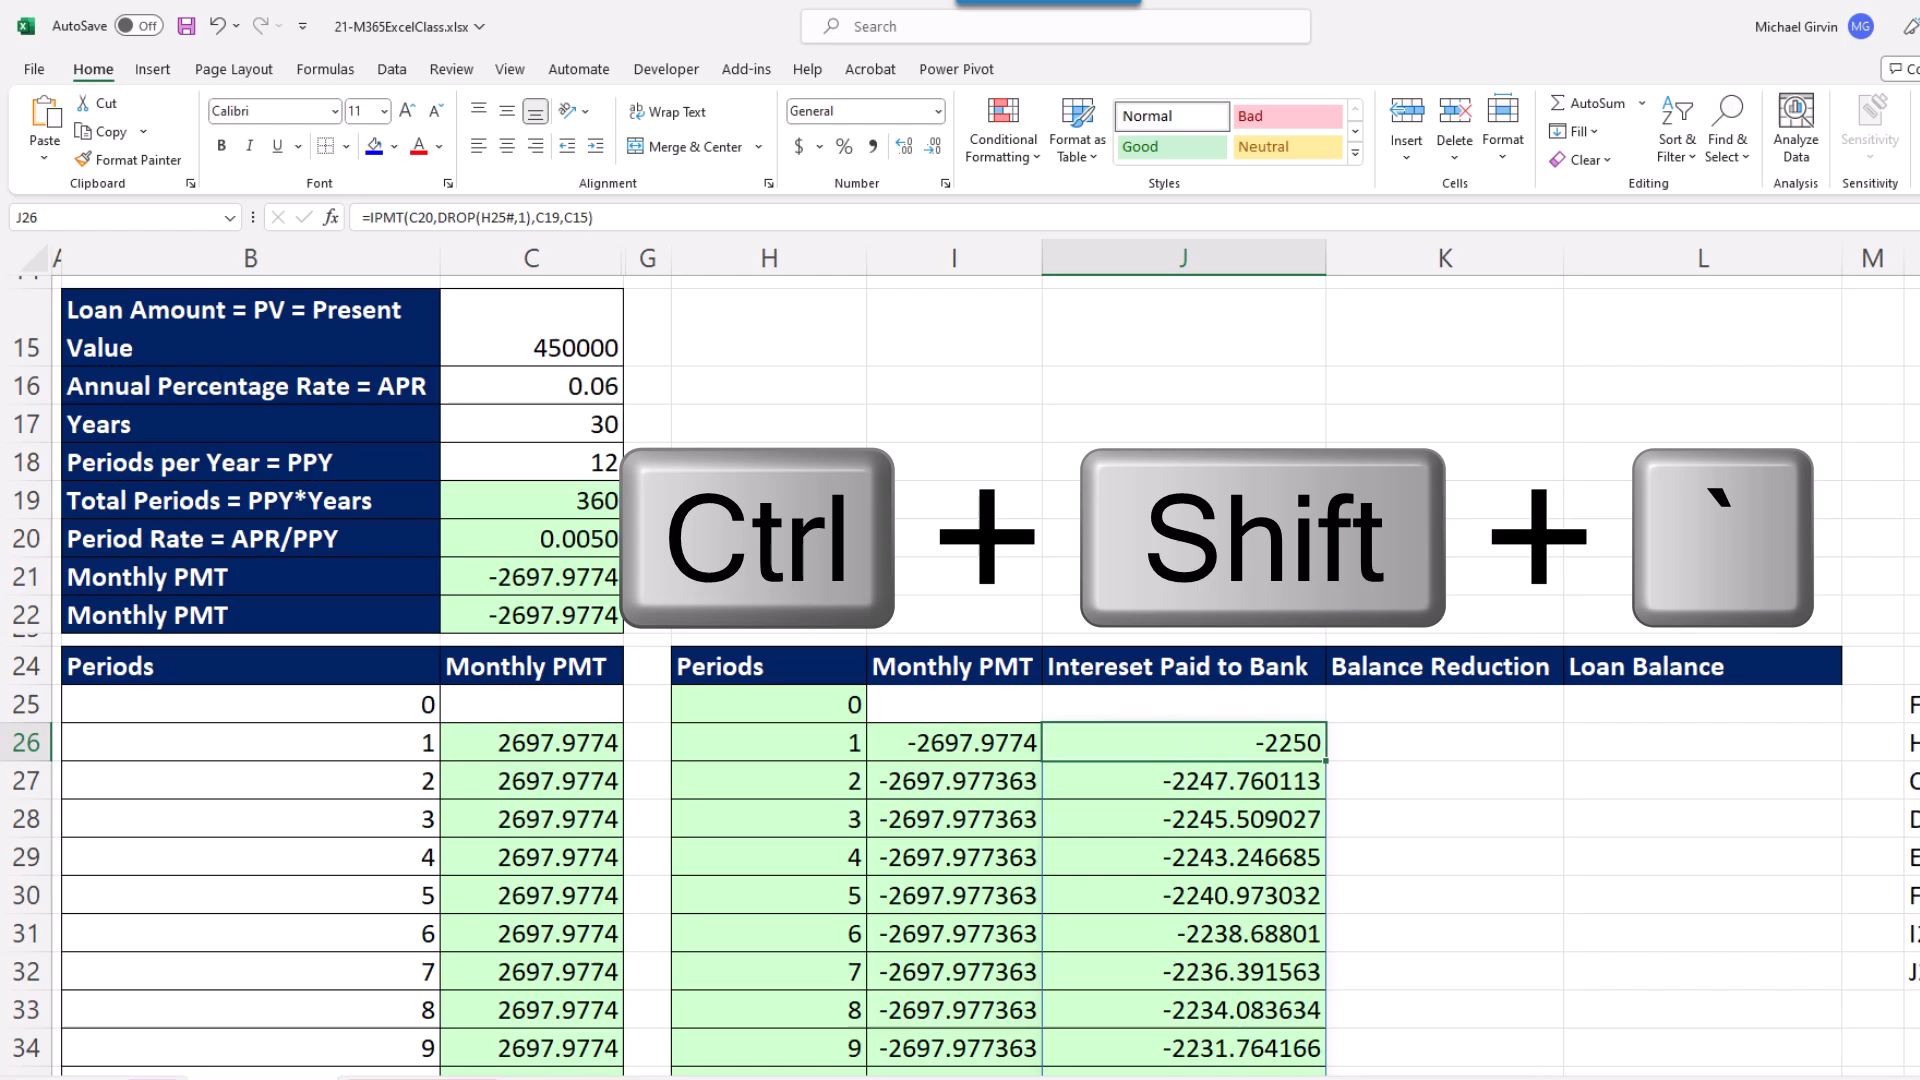 AutoSave Off 21-M365ExcelClass.xlsx Search Michael Girvin MG
File Home Insert Page Layout Formulas Data Review View Automate Developer Add-ins Help Acrobat Power Pivot
Paste Cut Copy Format Painter Clipboard
Calibri 11 B I U Font
Wrap Text Merge & Center Alignment
General $ % Number
Conditional Formatting Format as Table Normal Bad Good Neutral Styles
Insert Delete Format Cells
AutoSum Fill Clear Sort & Filter Find & Select Editing
Analyze Data Analysis
Sensitivity Sensitivity
J26 fx =IPMT(C20,DROP(H25#,1),C19,C15)
B C G H I J K L M
15 Loan Amount = PV = Present Value 450000
16 Annual Percentage Rate = APR 0.06
17 Years 30
18 Periods per Year = PPY 12
19 Total Periods = PPY*Years 360
20 Period Rate = APR/PPY 0.0050
21 Monthly PMT -2697.9774
22 Monthly PMT -2697.9774
Ctrl + Shift + `
24 Periods Monthly PMT Periods Monthly PMT Intereset Paid to Bank Balance Reduction Loan Balance
25 0 0
26 1 2697.9774 1 -2697.9774 -2250
27 2 2697.9774 2 -2697.977363 -2247.760113
28 3 2697.9774 3 -2697.977363 -2245.509027
29 4 2697.9774 4 -2697.977363 -2243.246685
30 5 2697.9774 5 -2697.977363 -2240.973032
31 6 2697.9774 6 -2697.977363 -2238.68801
32 7 2697.9774 7 -2697.977363 -2236.391563
33 8 2697.9774 8 -2697.977363 -2234.083634
34 9 2697.9774 9 -2697.977363 -2231.764166